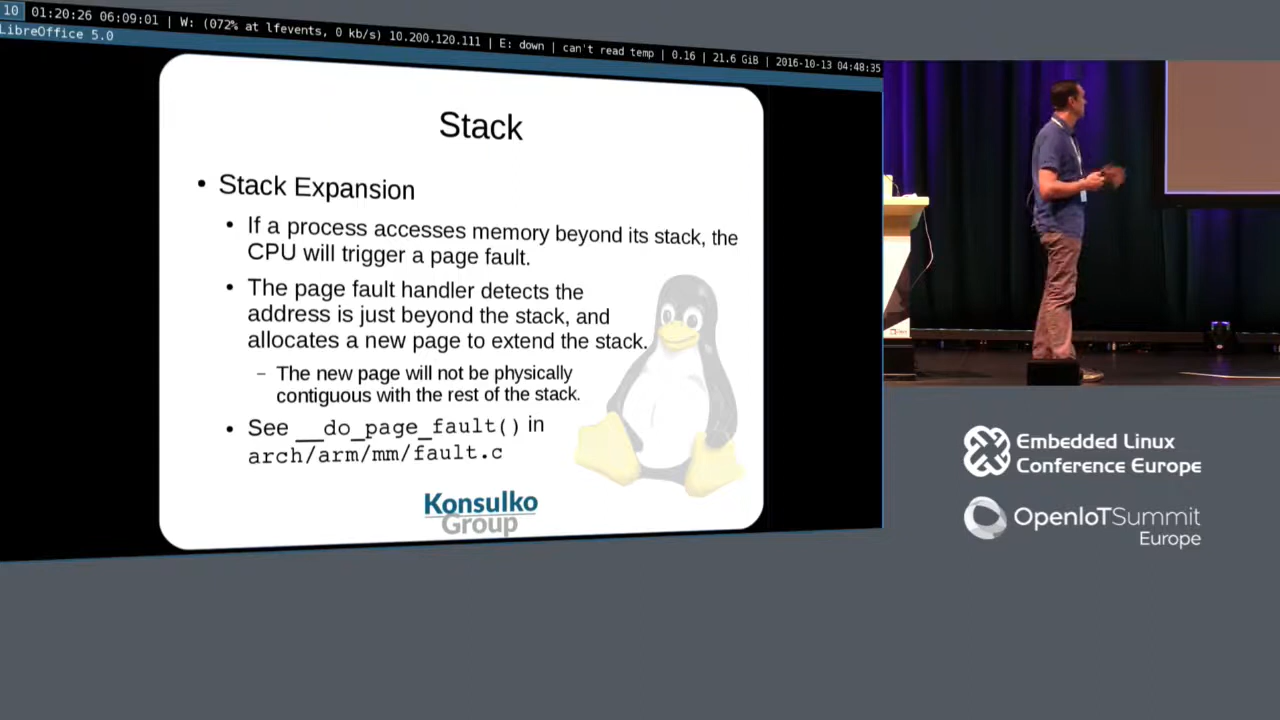 10 01:20:26 06:09:01 | W: (072% at lfevents, 0 kb/s) 10.200.120.111 | E: down | can't read temp | 0.16 | 21.6 GiB | 2016-10-13 04:48:35
LibreOffice 5.0
Stack
• Stack Expansion
• If a process accesses memory beyond its stack, the
CPU will trigger a page fault.
• The page fault handler detects the
address is just beyond the stack, and
allocates a new page to extend the stack.
– The new page will not be physically
contiguous with the rest of the stack.
• See __do_page_fault() in
arch/arm/mm/fault.c
Konsulko
Group
Embedded Linux
Conference Europe
OpenIoTSummit
Europe